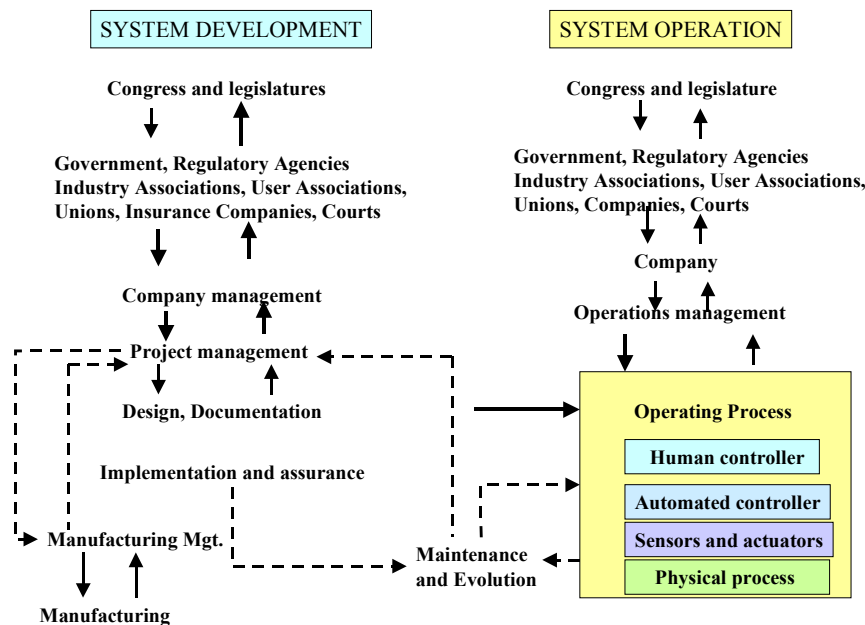 SYSTEM DEVELOPMENT
Congress and legislatures
Government, Regulatory Agencies
Industry Associations, User Associations,
Unions, Insurance Companies, Courts
Company management
Project management
Design, Documentation
Implementation and assurance
Manufacturing Mgt.
Manufacturing
Maintenance
and Evolution
SYSTEM OPERATION
Congress and legislature
Government, Regulatory Agencies
Industry Associations, User Associations,
Unions, Companies, Courts
Company
Operations management
Operating Process
Human controller
Automated controller
Sensors and actuators
Physical process